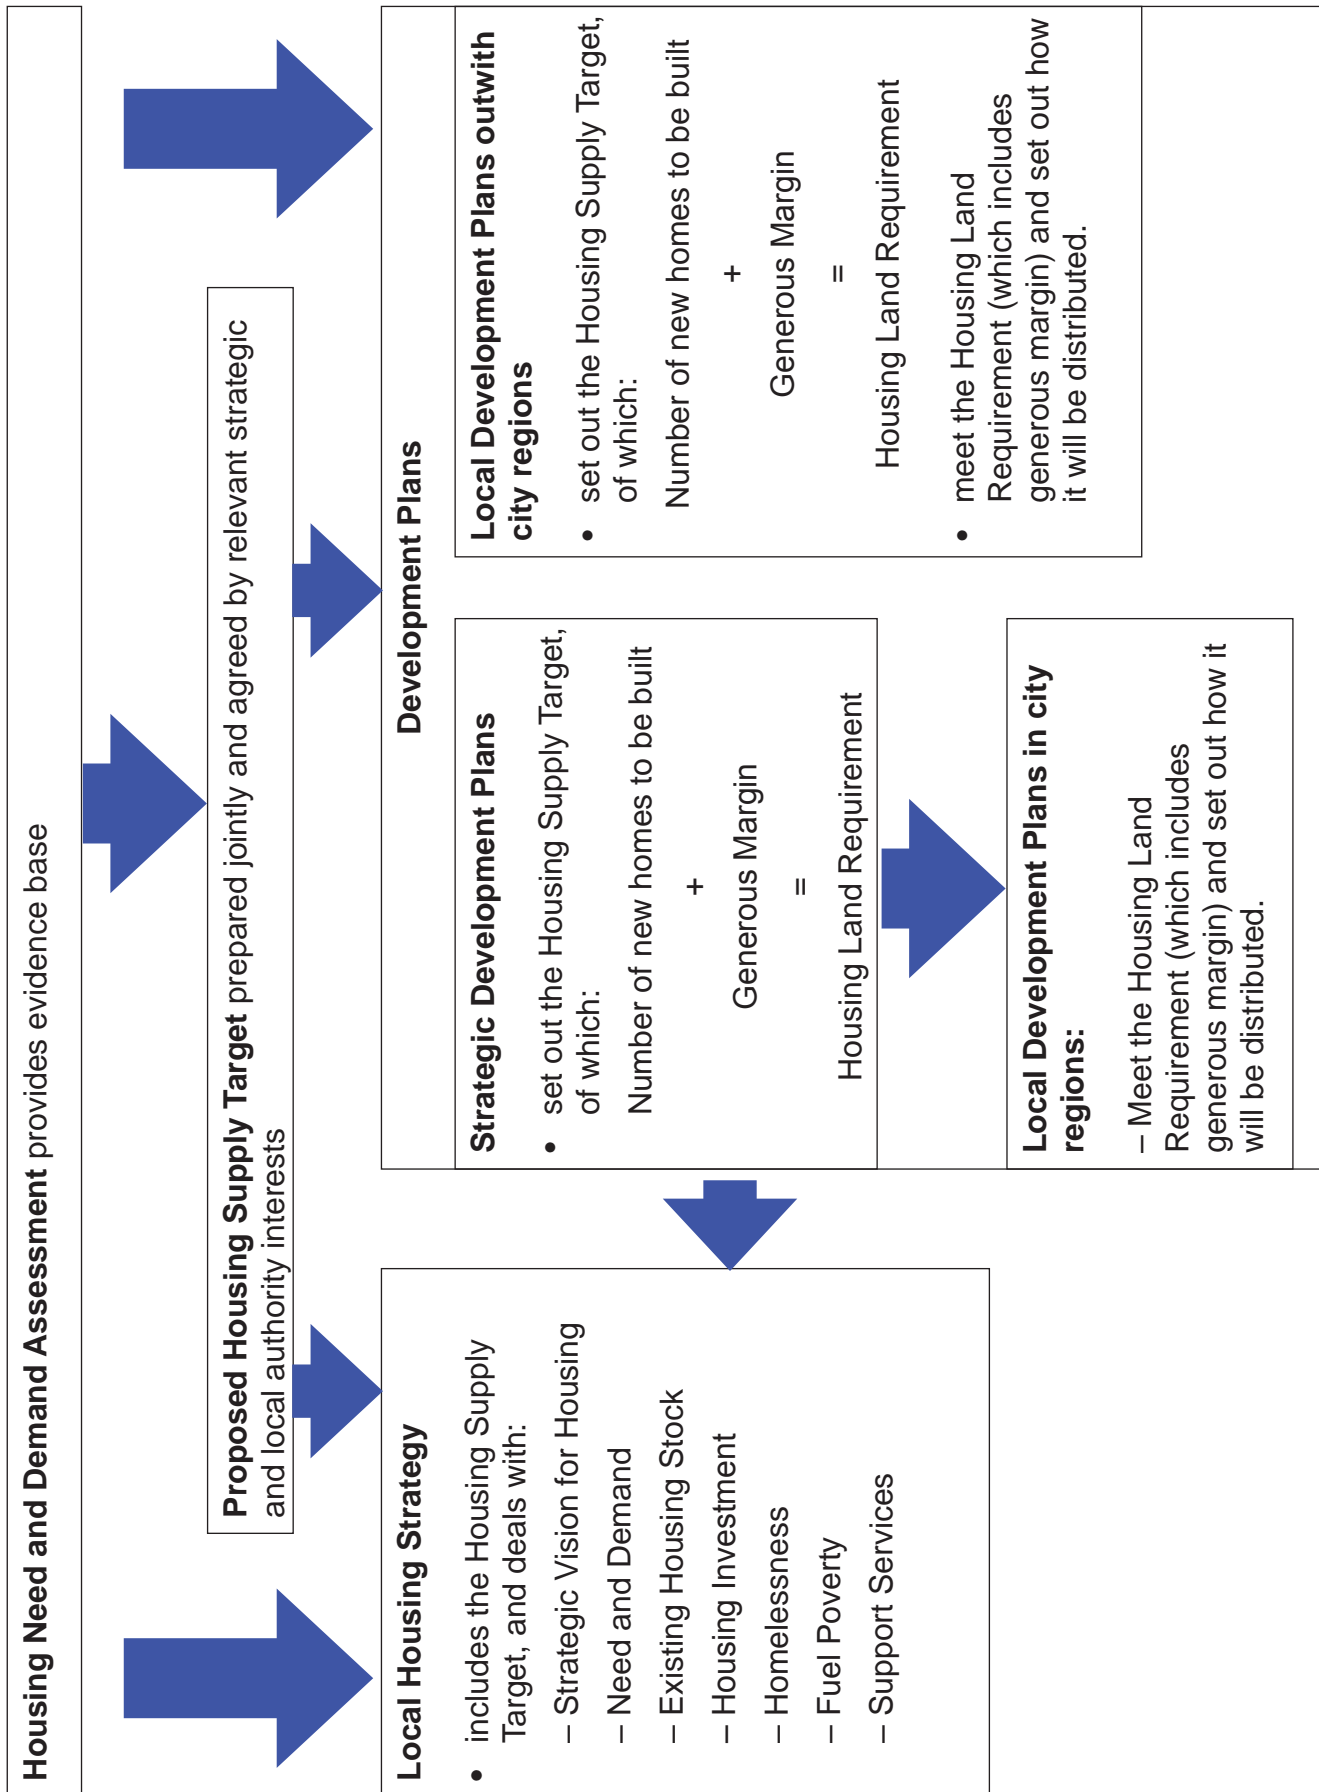 Housing Need and Demand Assessment provides evidence base
Proposed Housing Supply Target prepared jointly and agreed by relevant strategic
and local authority interests
Local Housing Strategy
• includes the Housing Supply
Target, and deals with:
– Strategic Vision for Housing
– Need and Demand
– Existing Housing Stock
– Housing Investment
– Homelessness
– Fuel Poverty
– Support Services
Development Plans
Strategic Development Plans
• set out the Housing Supply Target,
of which:
Number of new homes to be built
+
Generous Margin
=
Housing Land Requirement
Local Development Plans in city
regions:
– Meet the Housing Land
Requirement (which includes
generous margin) and set out how it
will be distributed.
Local Development Plans outwith
city regions
• set out the Housing Supply Target,
of which:
Number of new homes to be built
+
Generous Margin
=
Housing Land Requirement
• meet the Housing Land
Requirement (which includes
generous margin) and set out how
it will be distributed.